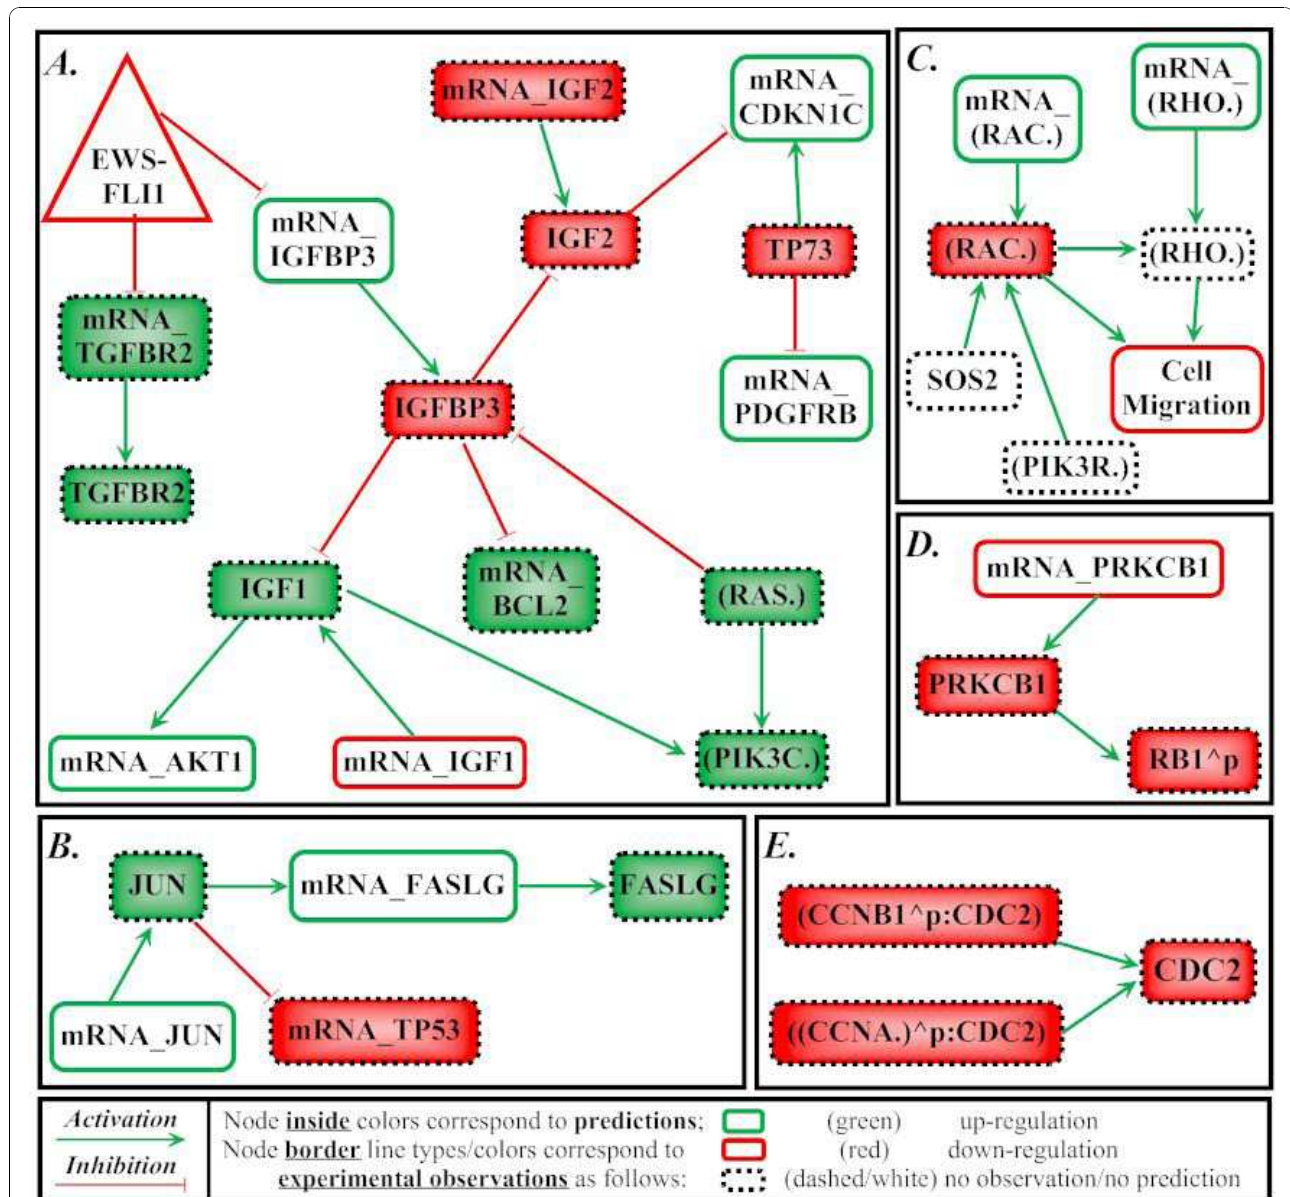 A.
EWS-
FLI1
mRNA_
IGFBP3
mRNA_
TGFBR2
TGFBR2
mRNA_IGF2
IGF2
mRNA_
CDKN1C
TP73
mRNA_
PDGFRB
IGFBP3
IGF1
mRNA_
BCL2
(RAS.)
mRNA_AKT1
mRNA_IGF1
(PIK3C.)
B.
JUN
mRNA_FASLG
FASLG
mRNA_JUN
mRNA_TP53
C.
mRNA_
(RAC.)
mRNA_
(RHO.)
(RAC.)
(RHO.)
SOS2
(PIK3R.)
Cell
Migration
D.
mRNA_PRKCB1
PRKCB1
RB1^p
E.
(CCNB1^p:CDC2)
((CCNA.)^p:CDC2)
CDC2
Activation
Inhibition
Node inside colors correspond to predictions;
Node border line types/colors correspond to
experimental observations as follows:
(green) up-regulation
(red) down-regulation
(dashed/white) no observation/no prediction